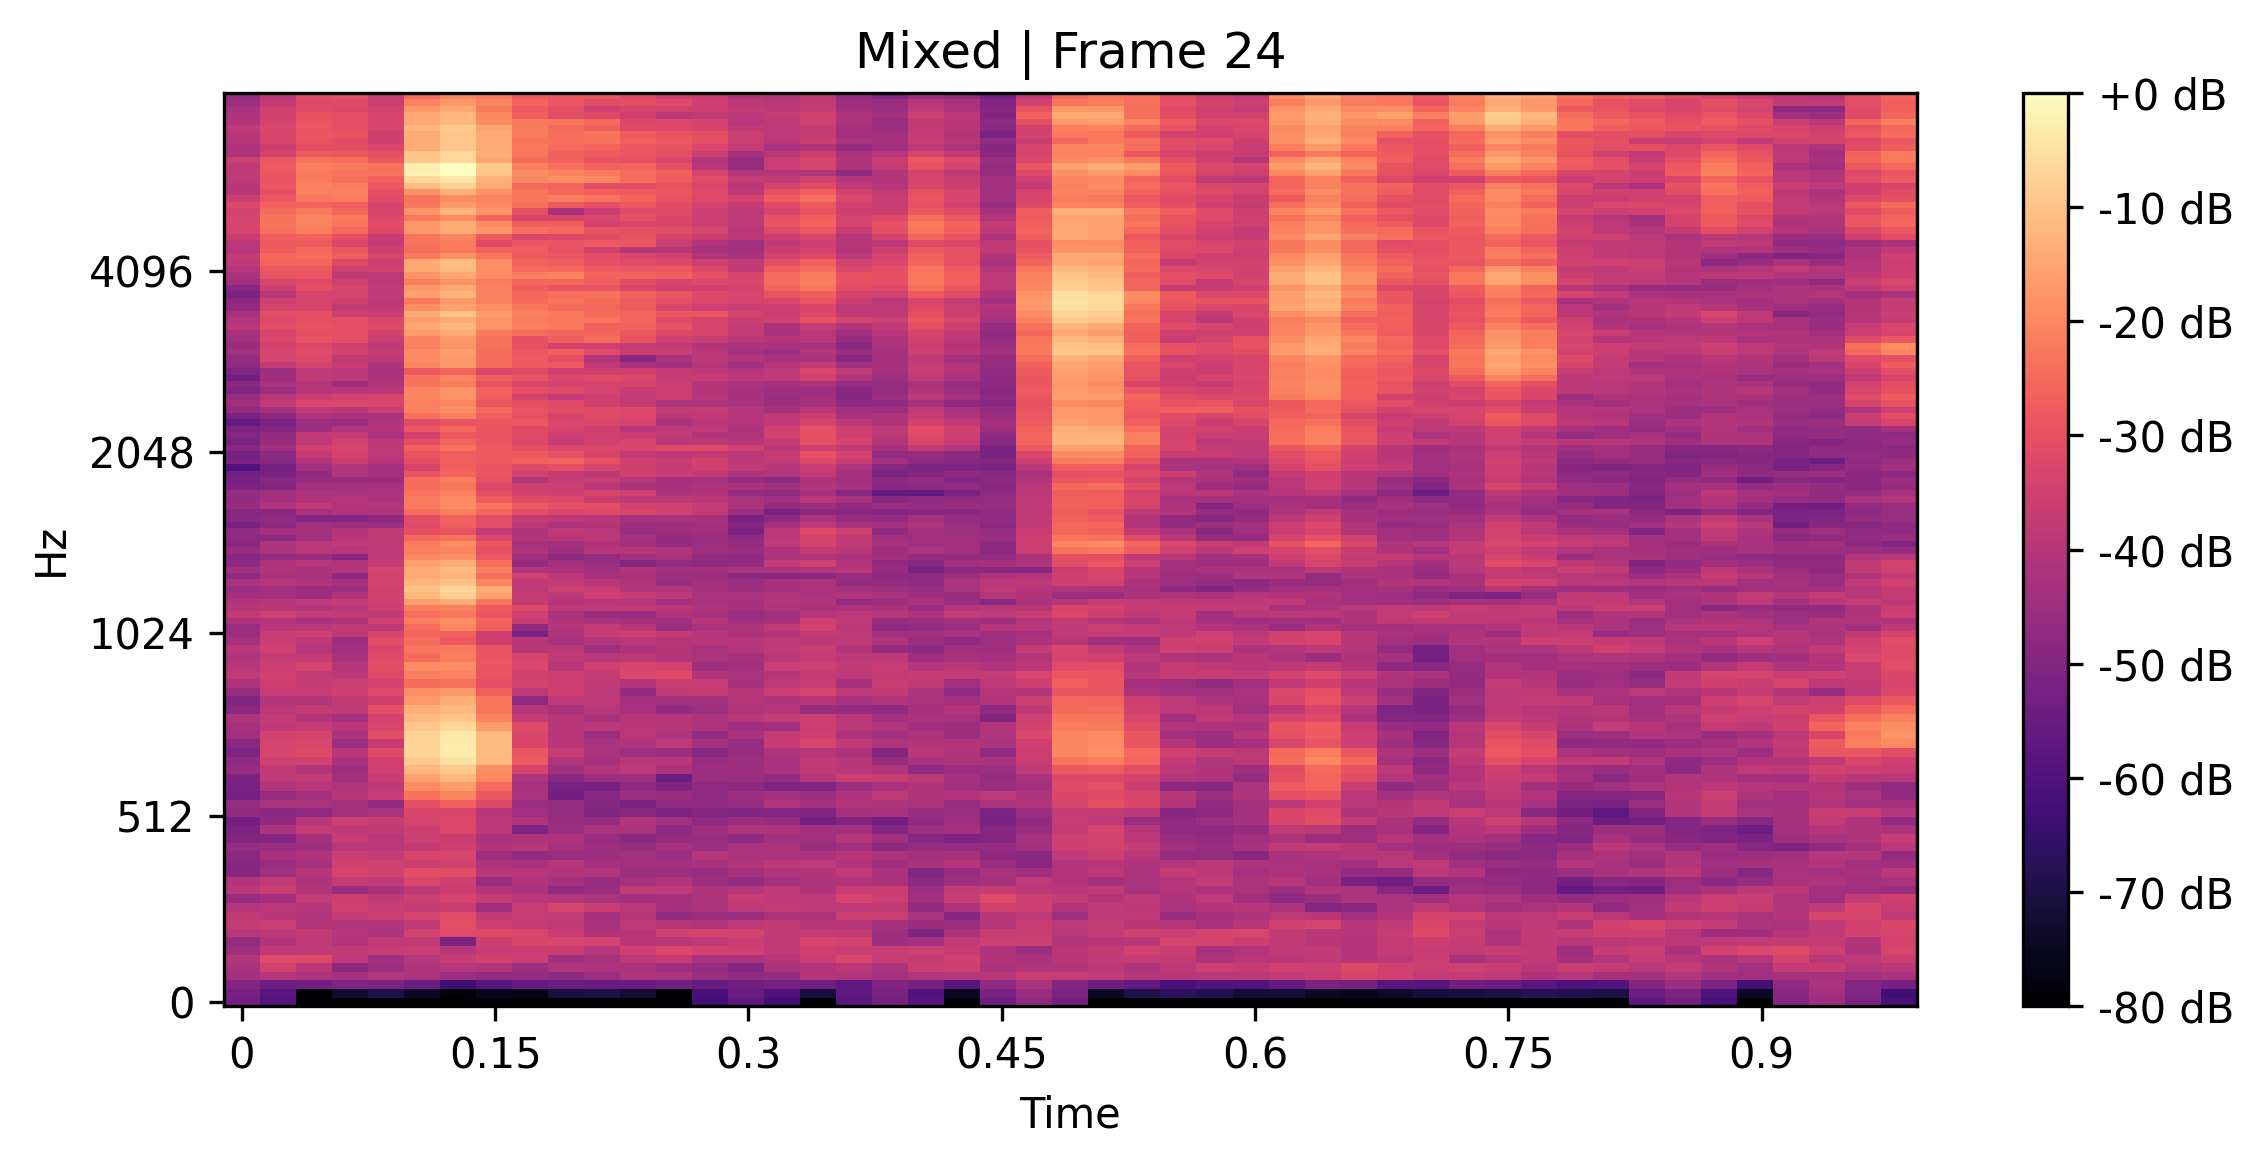 Mixed | Frame 24
Hz
4096
2048
1024
512
0
0 0.15 0.3 0.45 0.6 0.75 0.9
Time
+0 dB
-10 dB
-20 dB
-30 dB
-40 dB
-50 dB
-60 dB
-70 dB
-80 dB